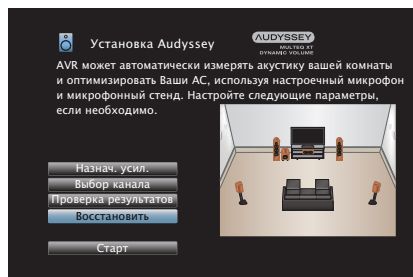 Установка Audyssey
AUDYSSEY
MULTEQ XT
DYNAMIC VOLUME
AVR может автоматически измерять акустику вашей комнаты
и оптимизировать Ваши АС, используя настроечный микрофон
и микрофонный стенд. Настройте следующие параметры,
если необходимо.
Назнач. усил.
Выбор канала
Проверка результатов
Восстановить
Старт